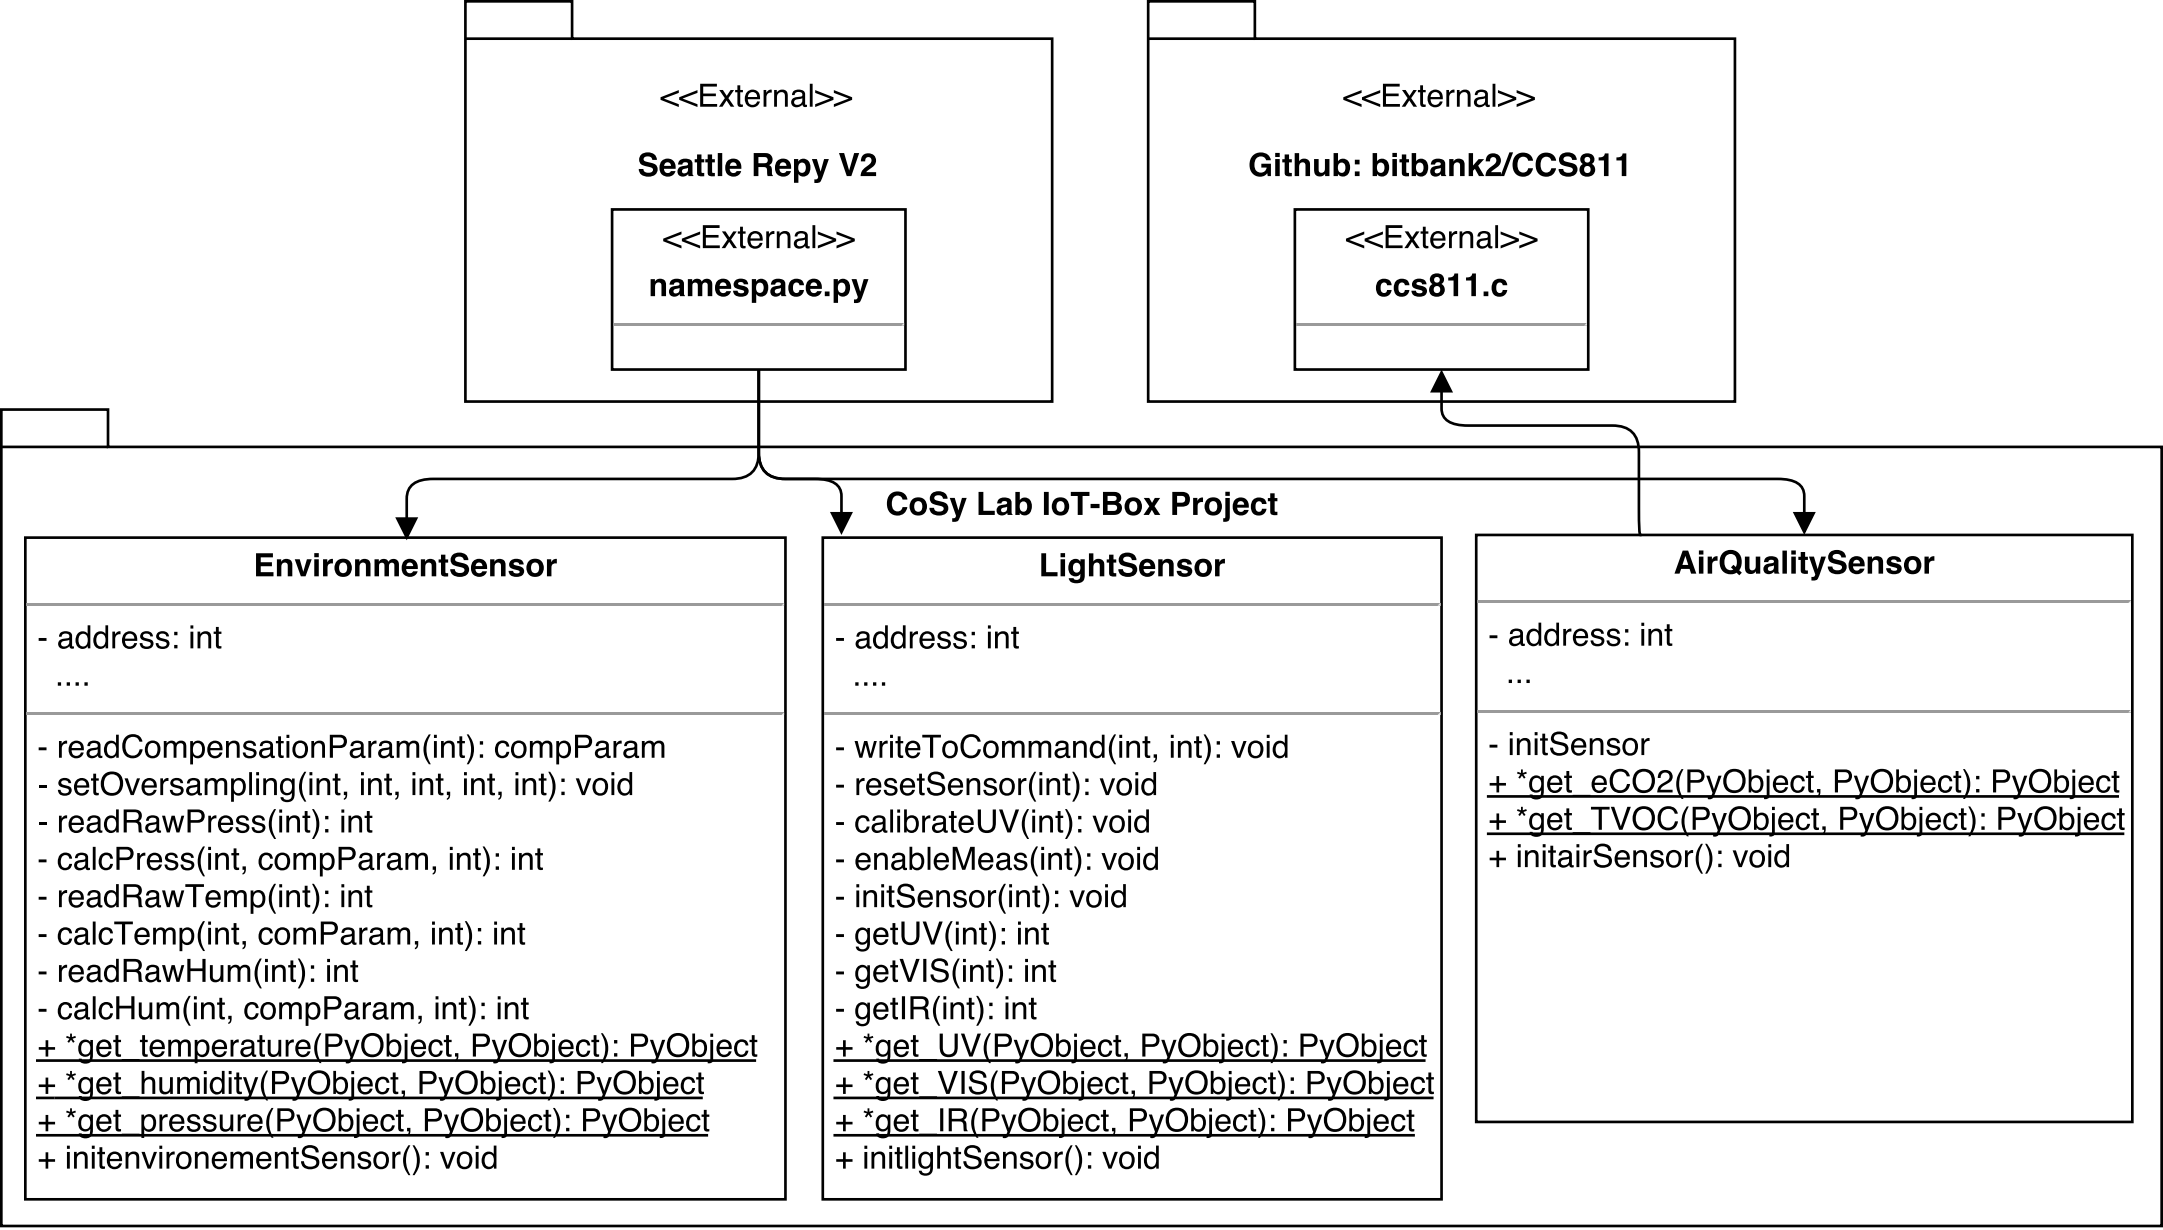 <<External>>
Seattle Repy V2
<<External>>
namespace.py
<<External>>
Github: bitbank2/CCS811
<<External>>
ccs811.c
CoSy Lab IoT-Box Project
EnvironmentSensor
- address: int
....
- readCompensationParam(int): compParam
- setOversampling(int, int, int, int, int): void
- readRawPress(int): int
- calcPress(int, compParam, int): int
- readRawTemp(int): int
- calcTemp(int, comParam, int): int
- readRawHum(int): int
- calcHum(int, compParam, int): int
+ *get_temperature(PyObject, PyObject): PyObject
+ *get_humidity(PyObject, PyObject): PyObject
+ *get_pressure(PyObject, PyObject): PyObject
+ initenvironementSensor(): void
LightSensor
- address: int
....
- writeToCommand(int, int): void
- resetSensor(int): void
- calibrateUV(int): void
- enableMeas(int): void
- initSensor(int): void
- getUV(int): int
- getVIS(int): int
- getIR(int): int
+ *get_UV(PyObject, PyObject): PyObject
+ *get_VIS(PyObject, PyObject): PyObject
+ *get_IR(PyObject, PyObject): PyObject
+ initlightSensor(): void
AirQualitySensor
- address: int
...
- initSensor
+ *get_eCO2(PyObject, PyObject): PyObject
+ *get_TVOC(PyObject, PyObject): PyObject
+ initairSensor(): void